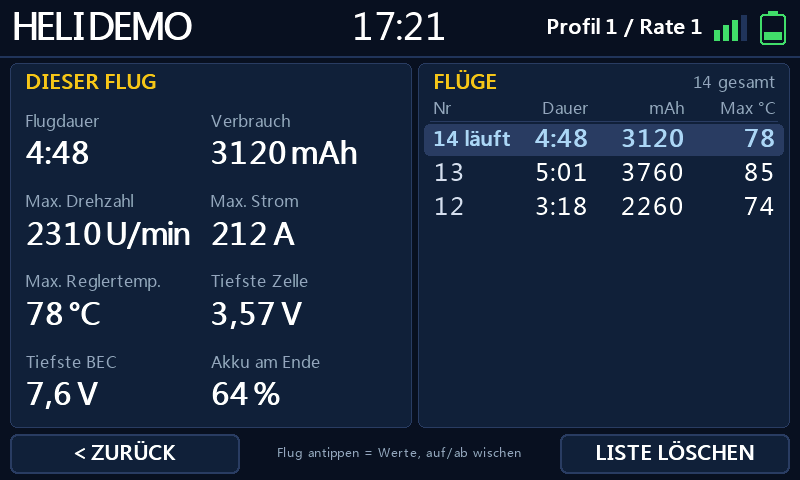 HELI DEMO 17:21 Profil 1 / Rate 1
DIESER FLUG
Flugdauer Verbrauch
4:48 3120 mAh
Max. Drehzahl Max. Strom
2310 U/min 212 A
Max. Reglertemp. Tiefste Zelle
78 °C 3,57 V
Tiefste BEC Akku am Ende
7,6 V 64 %
FLÜGE 14 gesamt
Nr Dauer mAh Max °C
14 läuft 4:48 3120 78
13 5:01 3760 85
12 3:18 2260 74
< ZURÜCK Flug antippen = Werte, auf/ab wischen LISTE LÖSCHEN